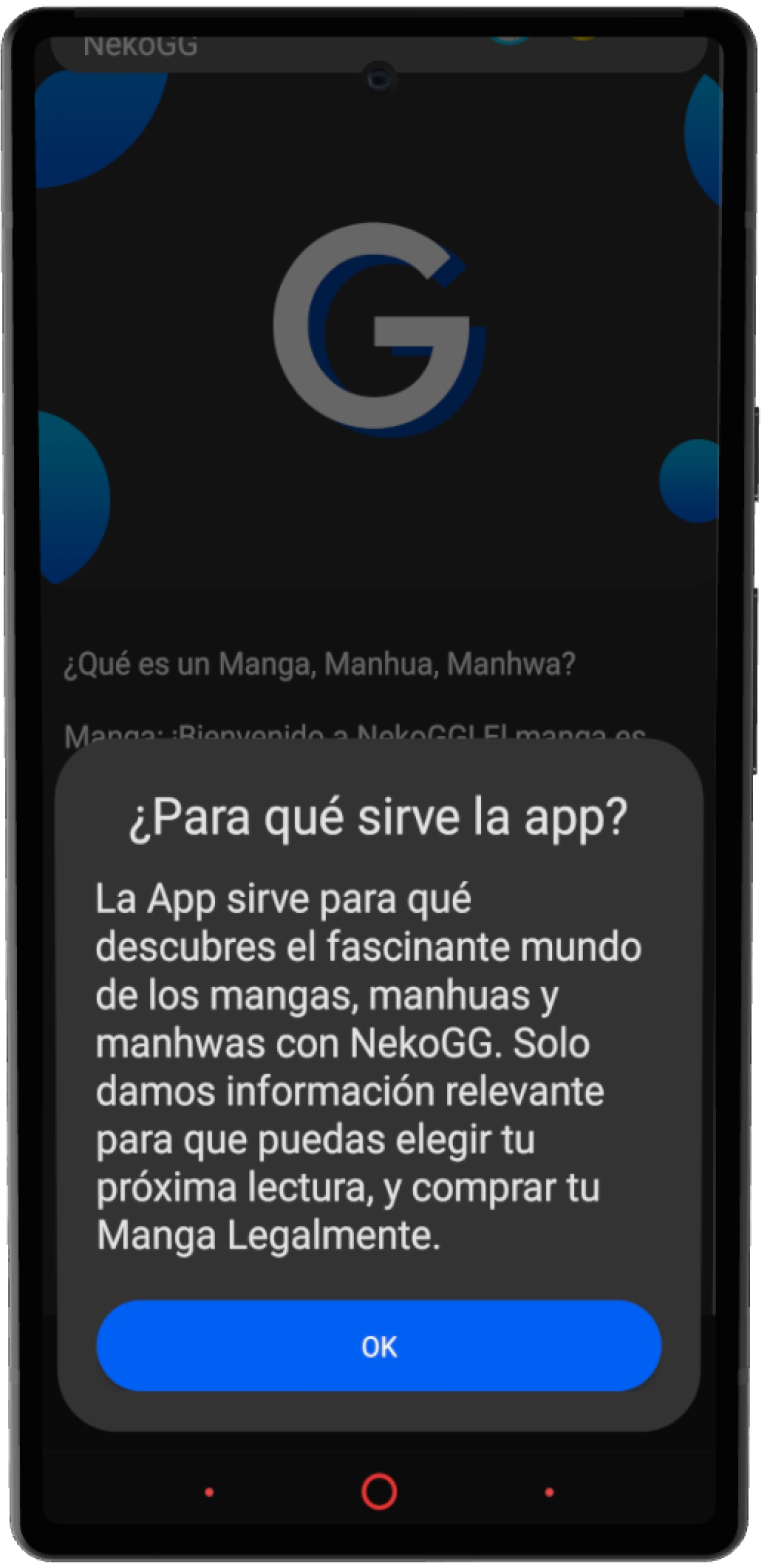 NekoGG
G
¿Qué es un Manga, Manhua, Manhwa?
Manga: ¡Bienvenido a NekoGG! El manga es
¿Para qué sirve la app?
La App sirve para qué
descubres el fascinante mundo
de los mangas, manhuas y
manhwas con NekoGG. Solo
damos información relevante
para que puedas elegir tu
próxima lectura, y comprar tu
Manga Legalmente.
OK